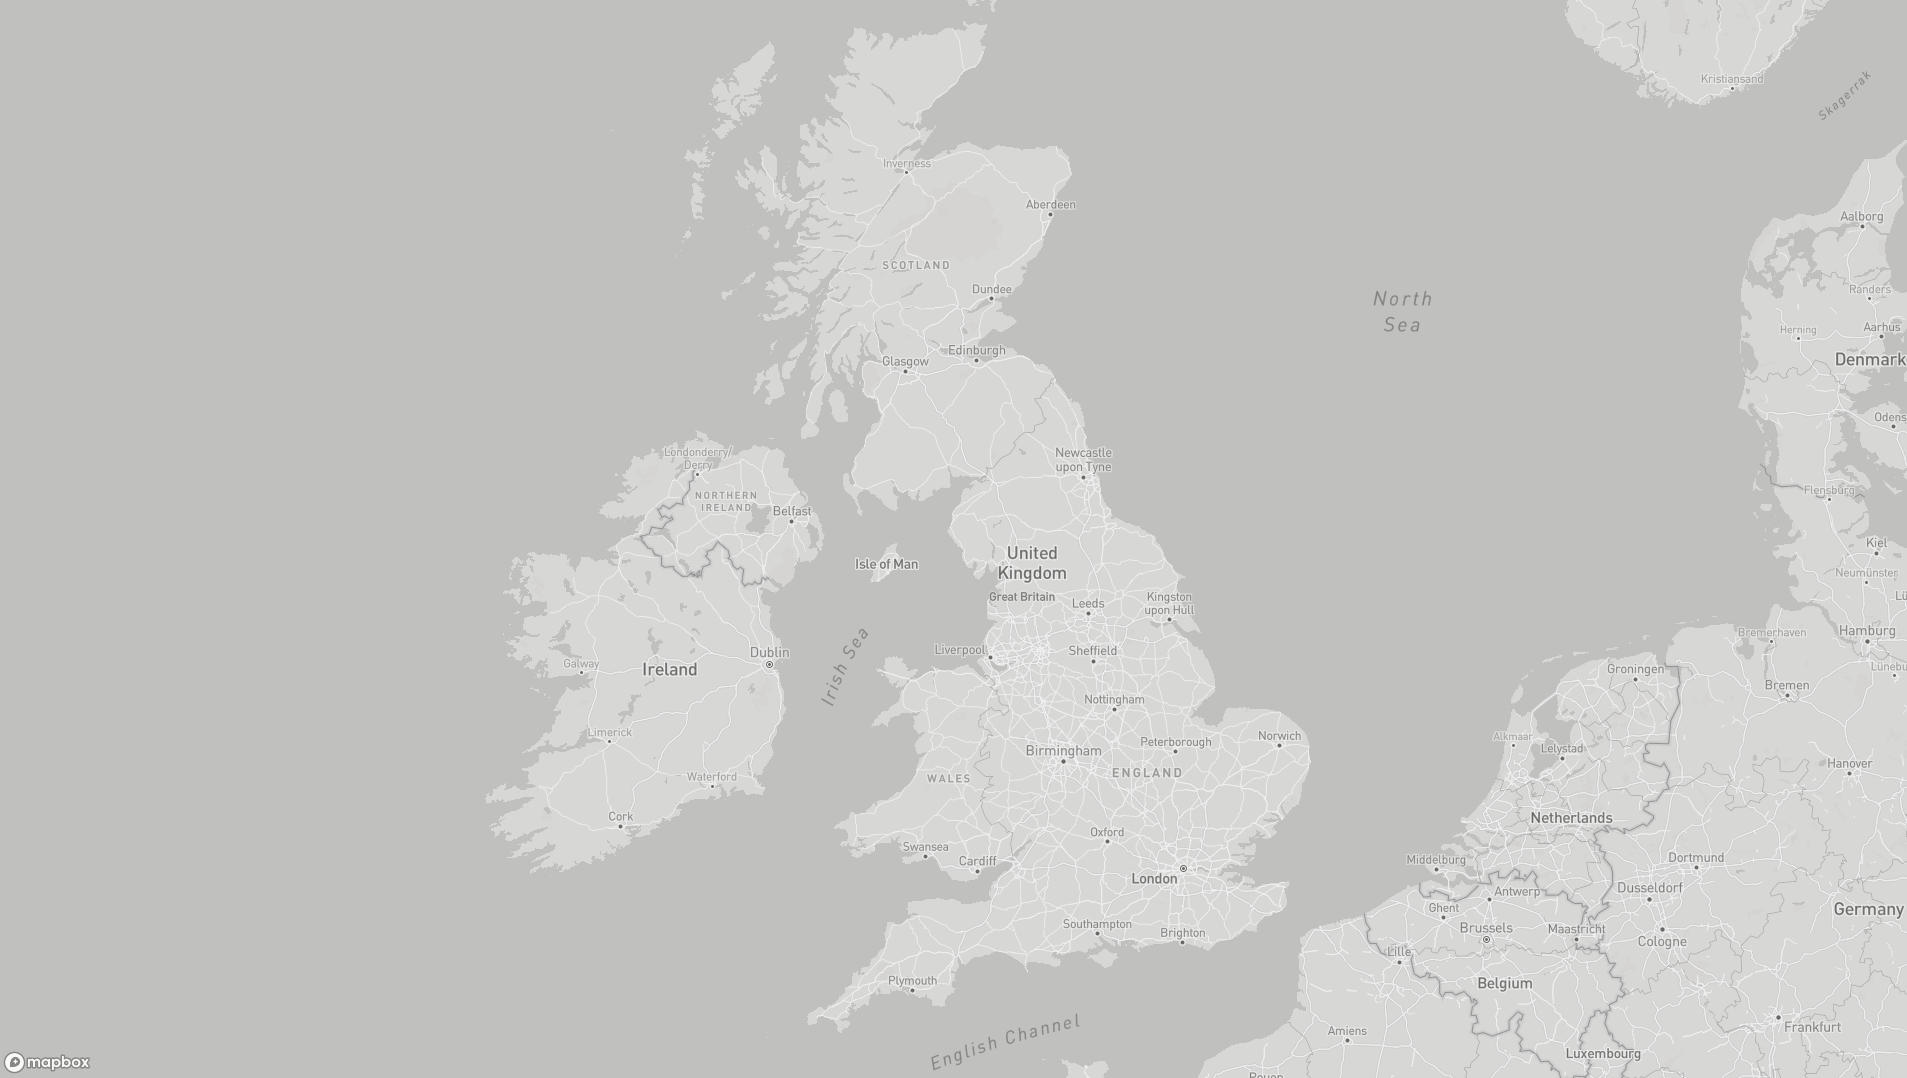 Kristiansand
Skagerrak
Inverness
Aberdeen
Aalborg
SCOTLAND
Dundee
Randers
North
Sea
Herning
Aarhus
Edinburgh
Glasgow
Denmark
Odens
Londonderry/
Derry
Newcastle
upon Tyne
NORTHERN
IRELAND
Belfast
Flensburg
Isle of Man
United
Kingdom
Kiel
Neumünster
Great Britain
Leeds
Kingston
upon Hull
Lü
Irish Sea
Bremerhaven
Hamburg
Dublin
Liverpool
Sheffield
Galway
Ireland
Groningen
Lünebu
Bremen
Nottingham
Limerick
Alkmaar
Norwich
Peterborough
Birmingham
Lelystad
Hanover
Waterford
WALES
ENGLAND
Cork
Netherlands
Oxford
Swansea
Cardiff
London
Middelburg
Dortmund
Dusseldorf
Antwerp
Ghent
Germany
Southampton
Brighton
Brussels
Maastricht
Cologne
Lille
Plymouth
Belgium
English Channel
Amiens
Frankfurt
Luxembourg
mapbox
Rouen